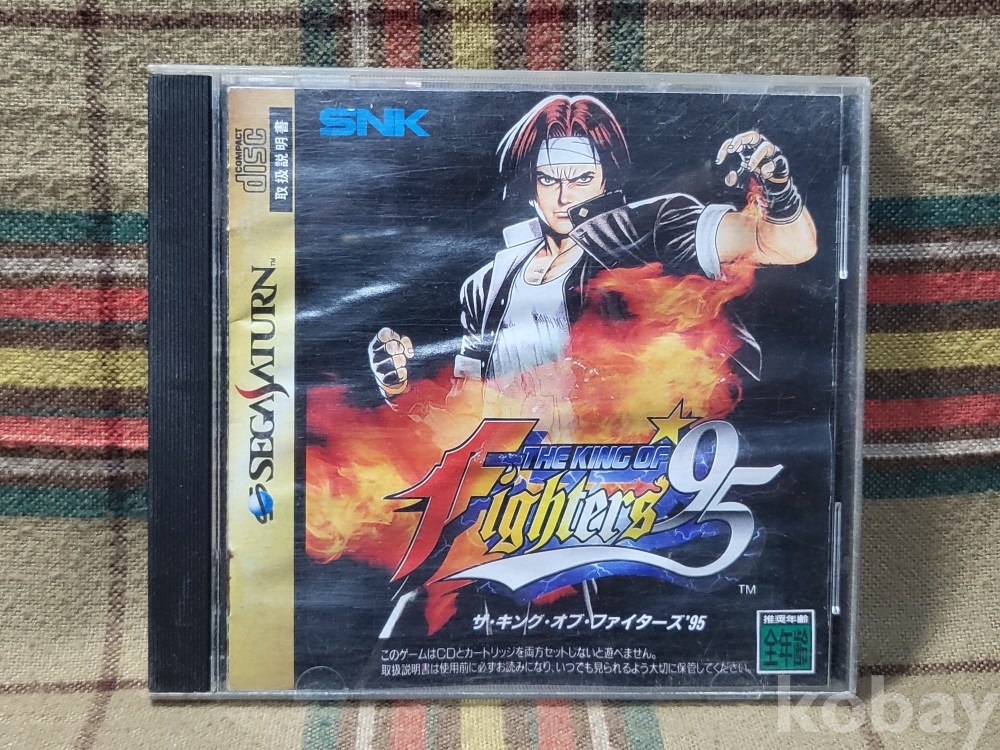 SNK
COMPACT
disc
取扱説明書
SEGA SATURN™
THE KING OF
Fighters'95
TM
ザ・キング・オブ・ファイターズ'95
このゲームはCDとカートリッジを両方セットしないと遊べません。
取扱説明書は使用前に必ずお読みになり、いつでも見られるよう大切に保管してください。
推奨年齢
全年齢
kobay